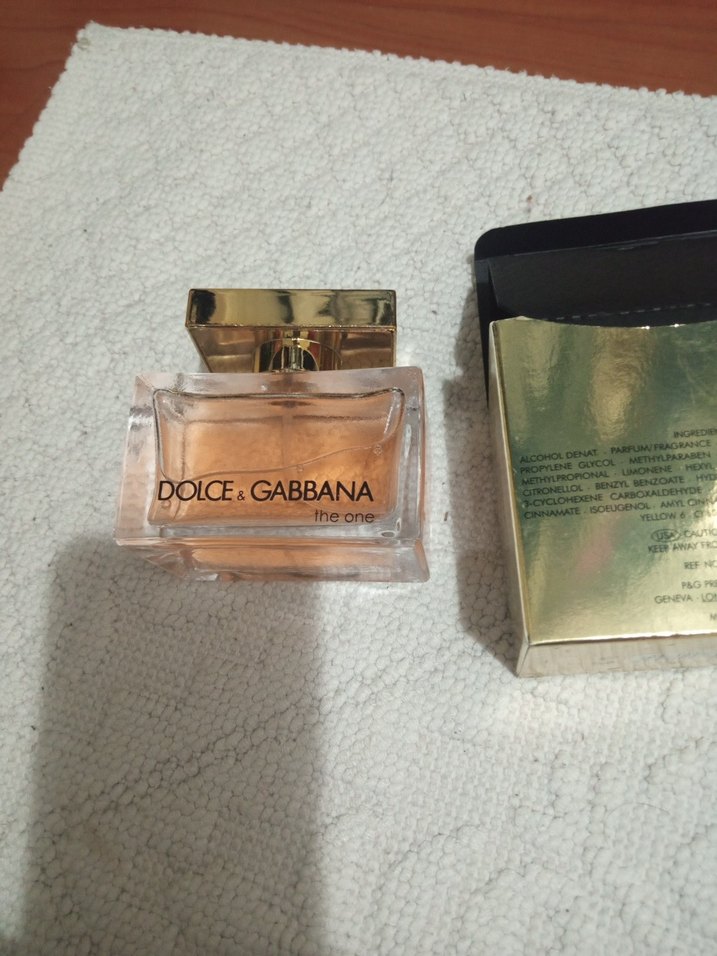 DOLCE & GABBANA
the one
ALCOHOL DENAT · PARFUM/FRAGRANCE
PROPYLENE GLYCOL · METHYLPARABEN
METHYLPROPIONAL · LIMONENE · HEXYL
CITRONELLOL · BENZYL BENZOATE ·
3-CYCLOHEXENE CARBOXALDEHYDE
CINNAMATE · ISOEUGENOL · AMYL
YELLOW 6 ·
USA
KEEP AWAY
REF
P&G
GENEVA ·